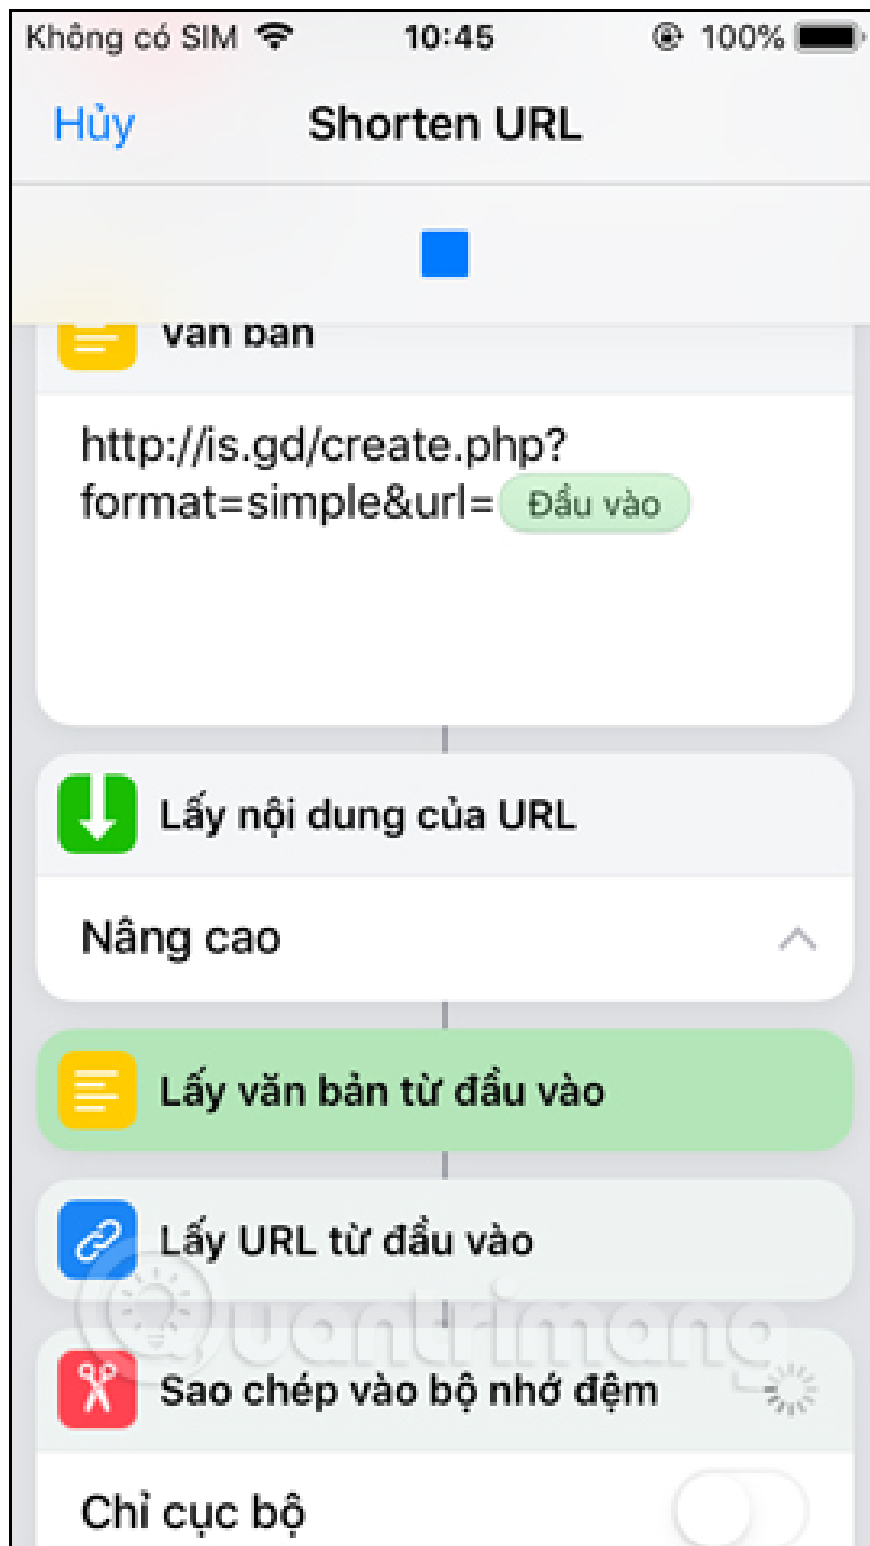 Không có SIM 10:45 100%
Hủy Shorten URL
Văn bản
http://is.gd/create.php?
format=simple&url= Đầu vào
Lấy nội dung của URL
Nâng cao
Lấy văn bản từ đầu vào
Lấy URL từ đầu vào
Quantrimang
Sao chép vào bộ nhớ đệm
Chỉ cục bộ